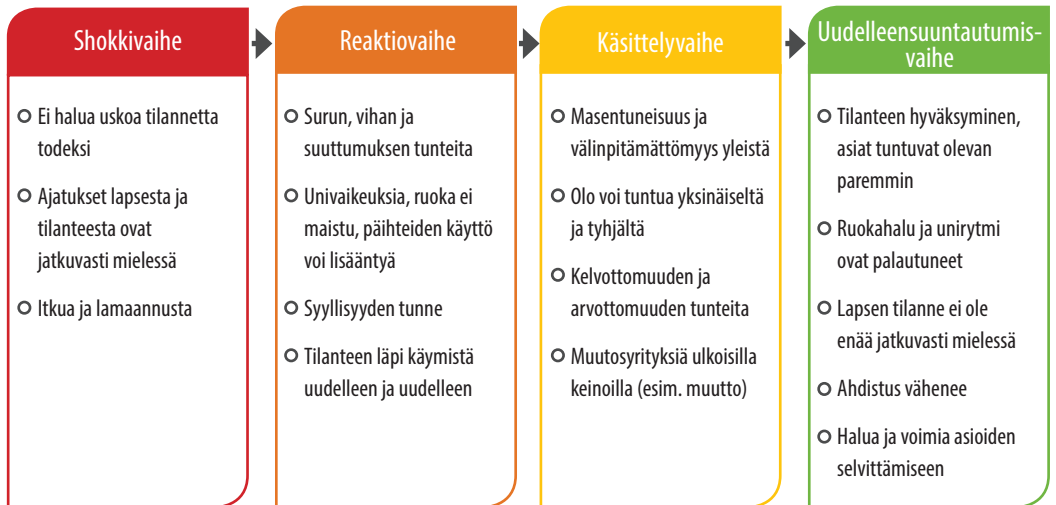 Shokkivaihe
Ei halua uskoa tilannetta
todeksi
Ajatukset lapsesta ja
tilanteesta ovat
jatkuvasti mielessä
Itkua ja lamaannusta
Reaktiovaihe
Surun, vihan ja
suuttumuksen tunteita
Univaikeuksia, ruoka ei
maistu, päihteiden käyttö
voi lisääntyä
Syyllisyyden tunne
Tilanteen läpi käymistä
uudelleen ja uudelleen
Käsittelyvaihe
Masentuneisuus ja
välinpitämättömyys yleistä
Olo voi tuntua yksinäiseltä
ja tyhjältä
Kelvottomuuden ja
arvottomuuden tunteita
Muutosyrityksiä ulkoisilla
keinoilla (esim. muutto)
Uudelleensuuntautumis-
vaihe
Tilanteen hyväksyminen,
asiat tuntuvat olevan
paremmin
Ruokahalu ja unirytmi
ovat palautuneet
Lapsen tilanne ei ole
enää jatkuvasti mielessä
Ahdistus vähenee
Halua ja voimia asioiden
selvittämiseen